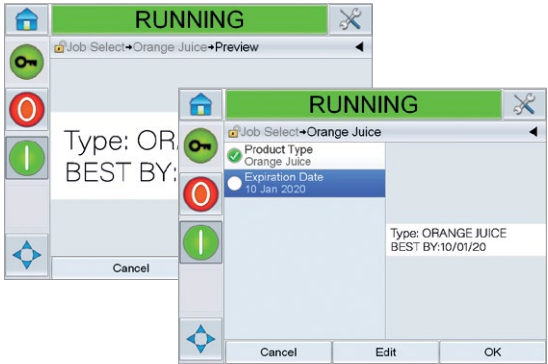 RUNNING
Job Select→Orange Juice→Preview
Type: OR
BEST BY:
Cancel
RUNNING
Job Select→Orange Juice
Product Type
Orange Juice
Expiration Date
10 Jan 2020
Type: ORANGE JUICE
BEST BY:10/01/20
Cancel
Edit
OK